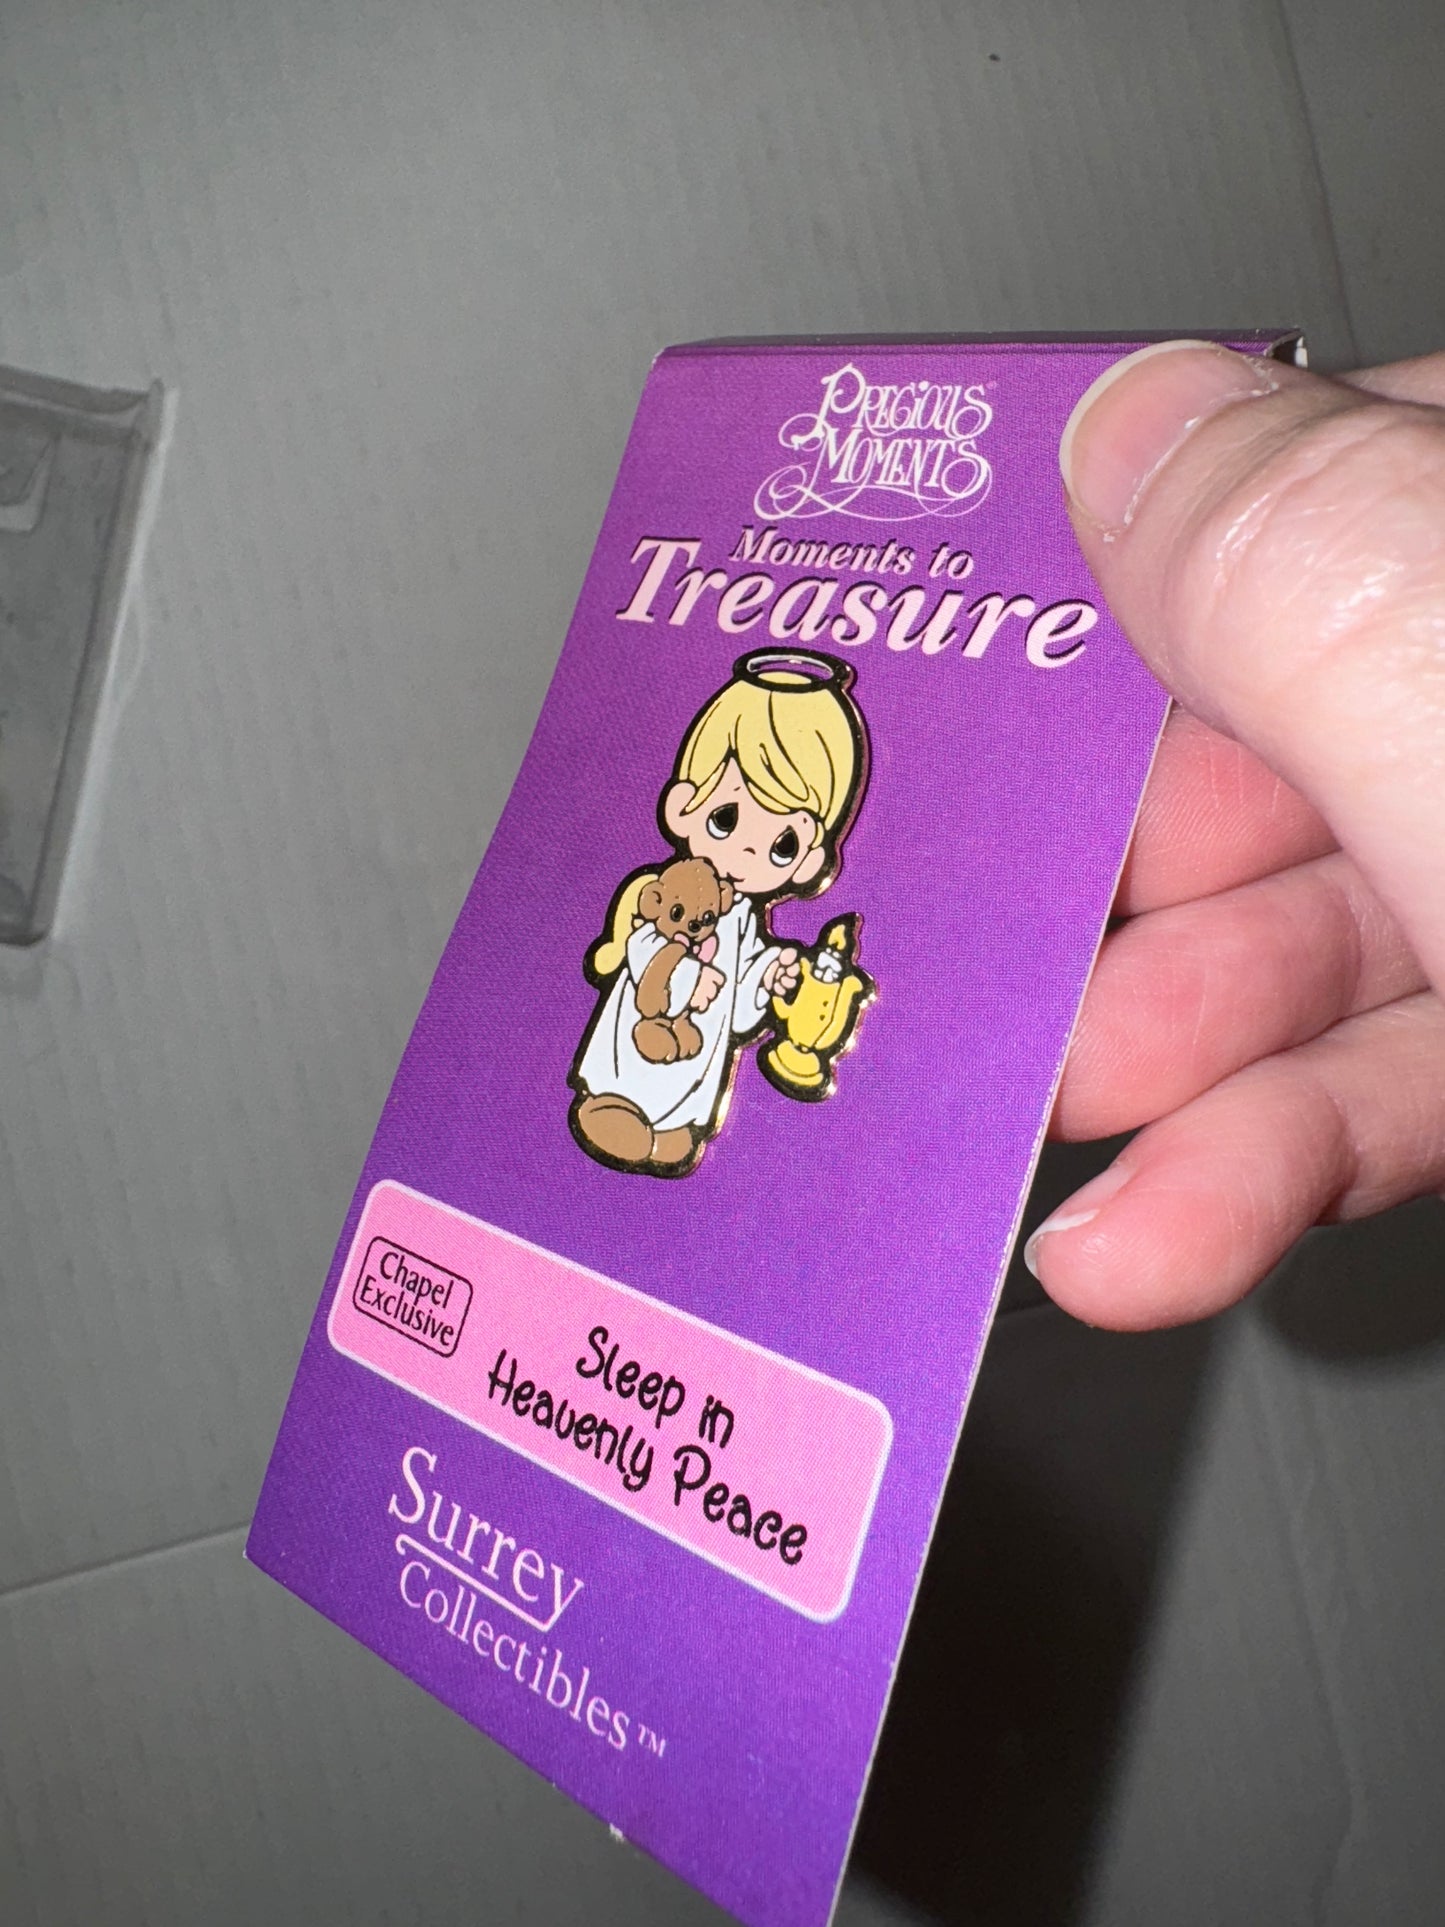 PRECIOUS
MOMENTS
Moments to
Treasure
Chapel
Exclusive
Sleep in
Heavenly Peace
Surrey
Collectibles™